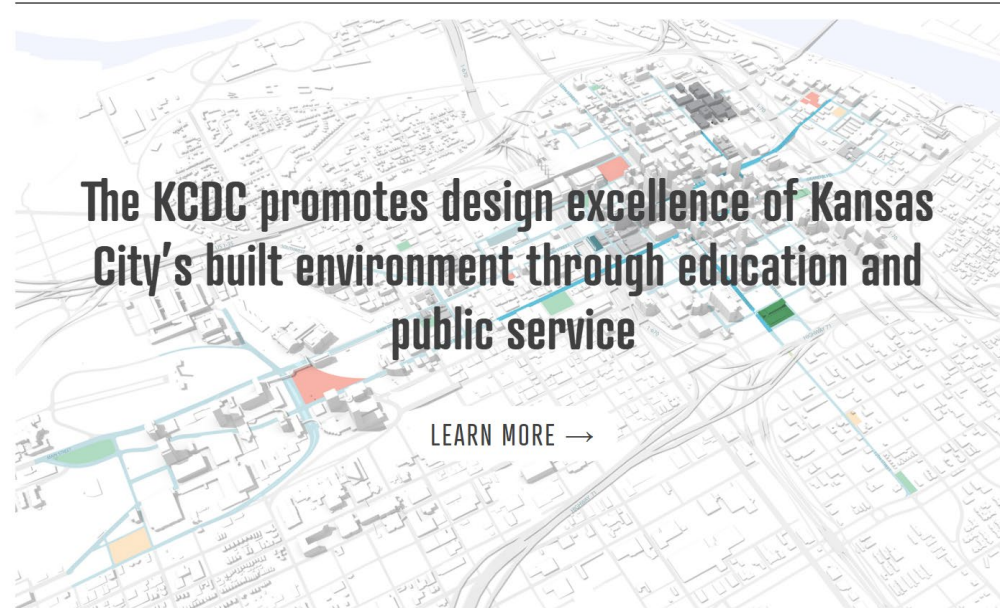 The KCDC promotes design excellence of Kansas
City's built environment through education and
public service
LEARN MORE →